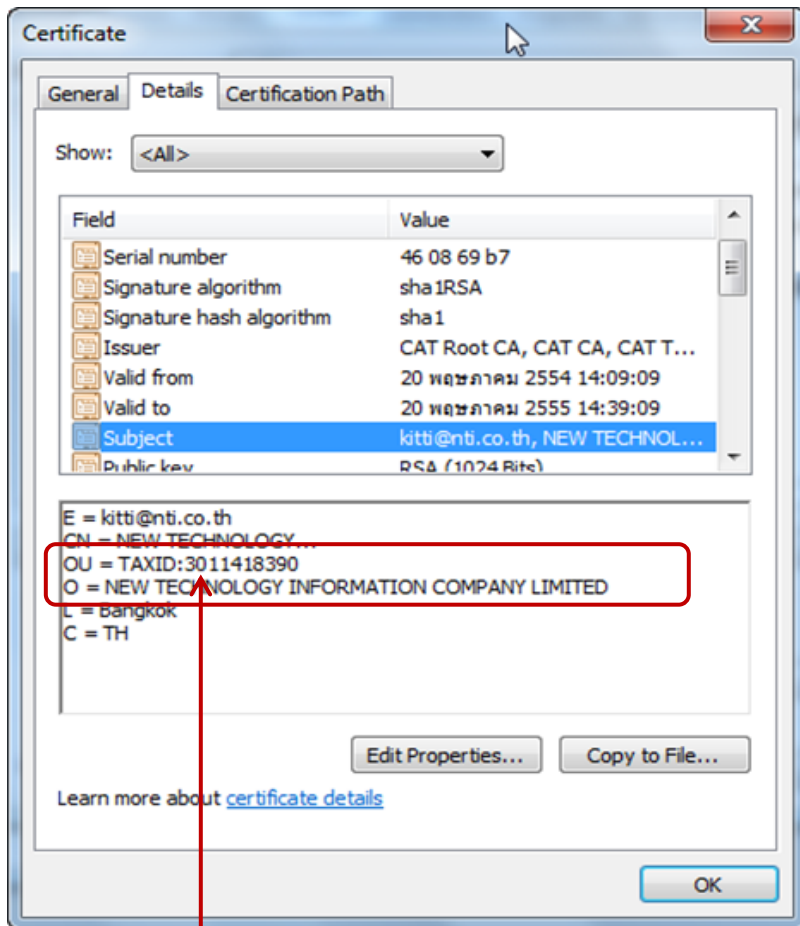 Certificate
General Details Certification Path
Show: <All>
Field Value
Serial number 46 08 69 b7
Signature algorithm sha1RSA
Signature hash algorithm sha1
Issuer CAT Root CA, CAT CA, CAT T...
Valid from 20 พฤษภาคม 2554 14:09:09
Valid to 20 พฤษภาคม 2555 14:39:09
Subject kitti@nti.co.th, NEW TECHNOL...
Public key RSA (1024 Bits)
E = kitti@nti.co.th
CN = NEW TECHNOLOGY...
OU = TAXID:3011418390
O = NEW TECHNOLOGY INFORMATION COMPANY LIMITED
L = Bangkok
C = TH
Edit Properties... Copy to File...
Learn more about certificate details
OK